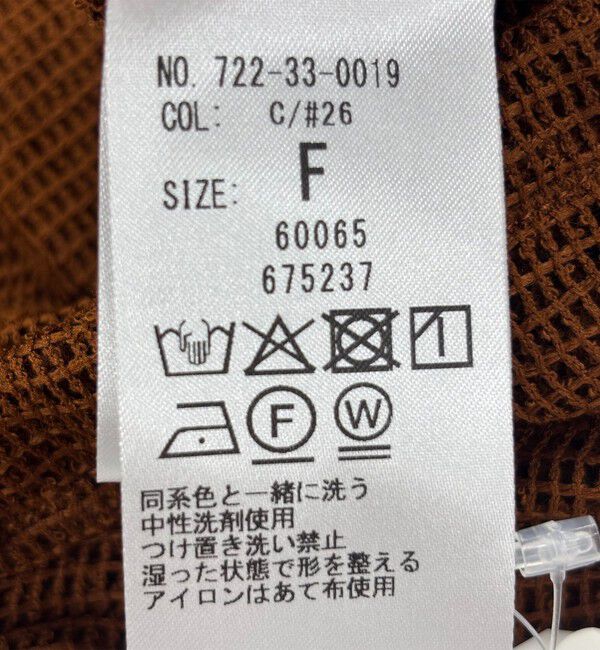 NO. 722-33-0019
COL: C/#26
SIZE: F
60065
675237
F
W
同系色と一緒に洗う
中性洗剤使用
つけ置き洗い禁止
湿った状態で形を整える
アイロンはあて布使用